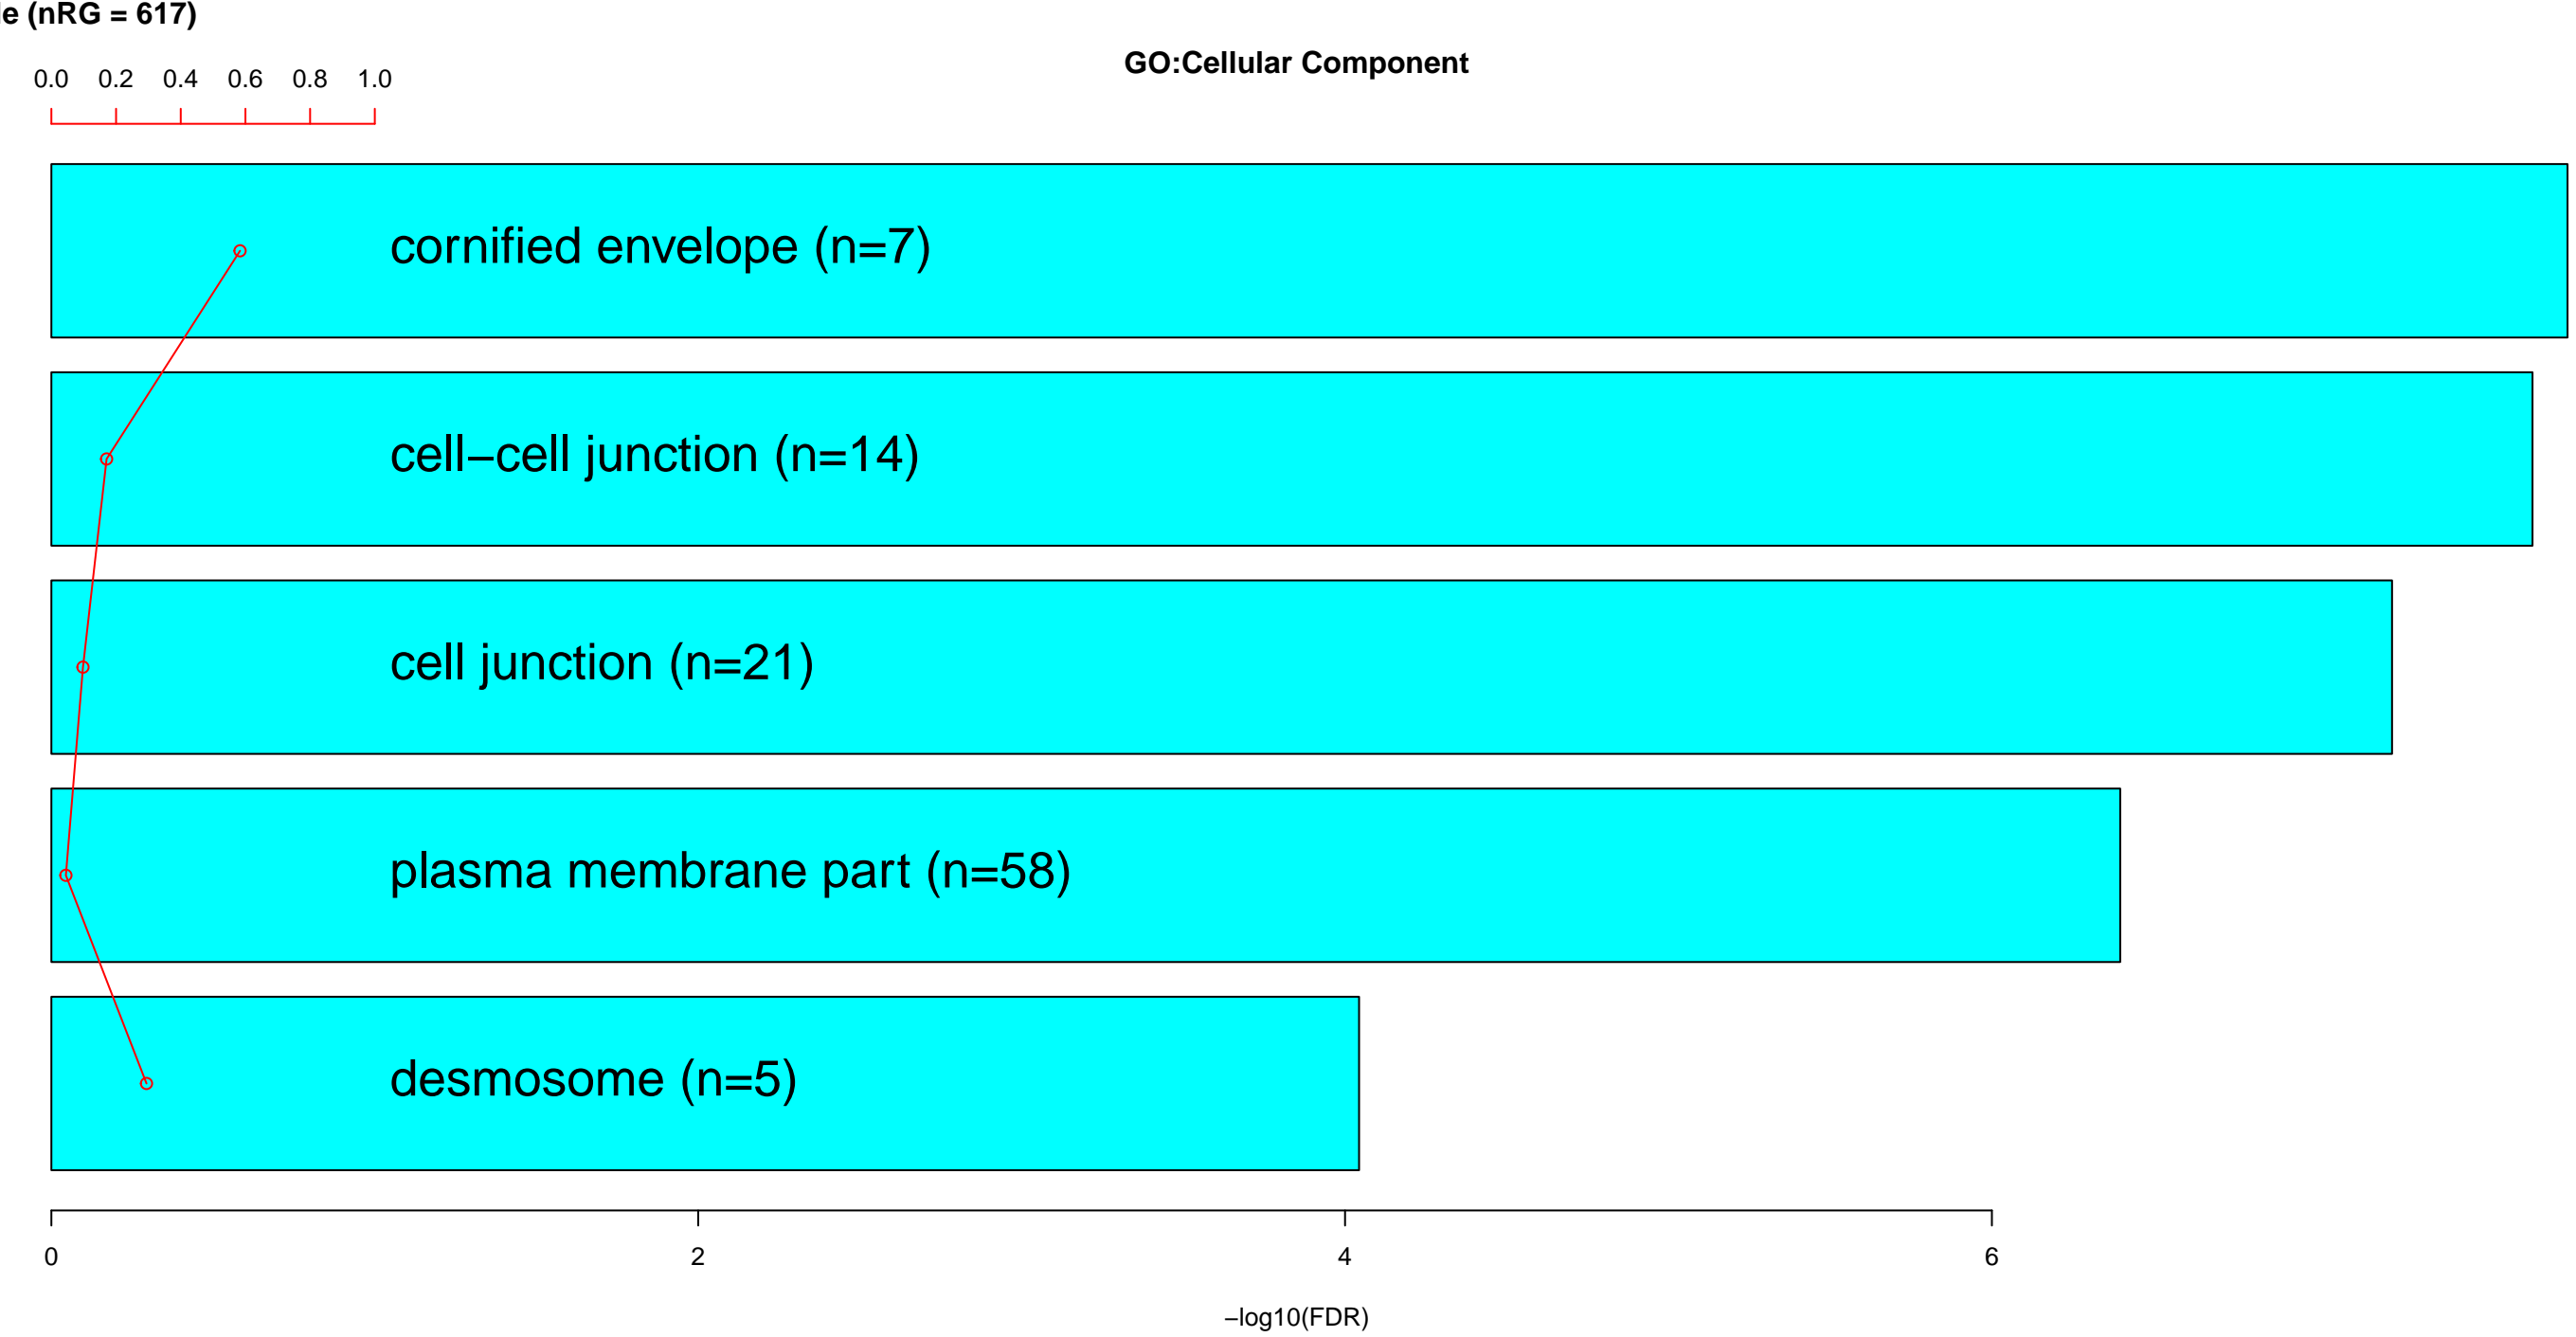 (nRG = 617)
GO:Cellular Component
0.0 0.2 0.4 0.6 0.8 1.0
cornified envelope (n=7)
cell−cell junction (n=14)
cell junction (n=21)
plasma membrane part (n=58)
desmosome (n=5)
0 2 4 6
−log10(FDR)